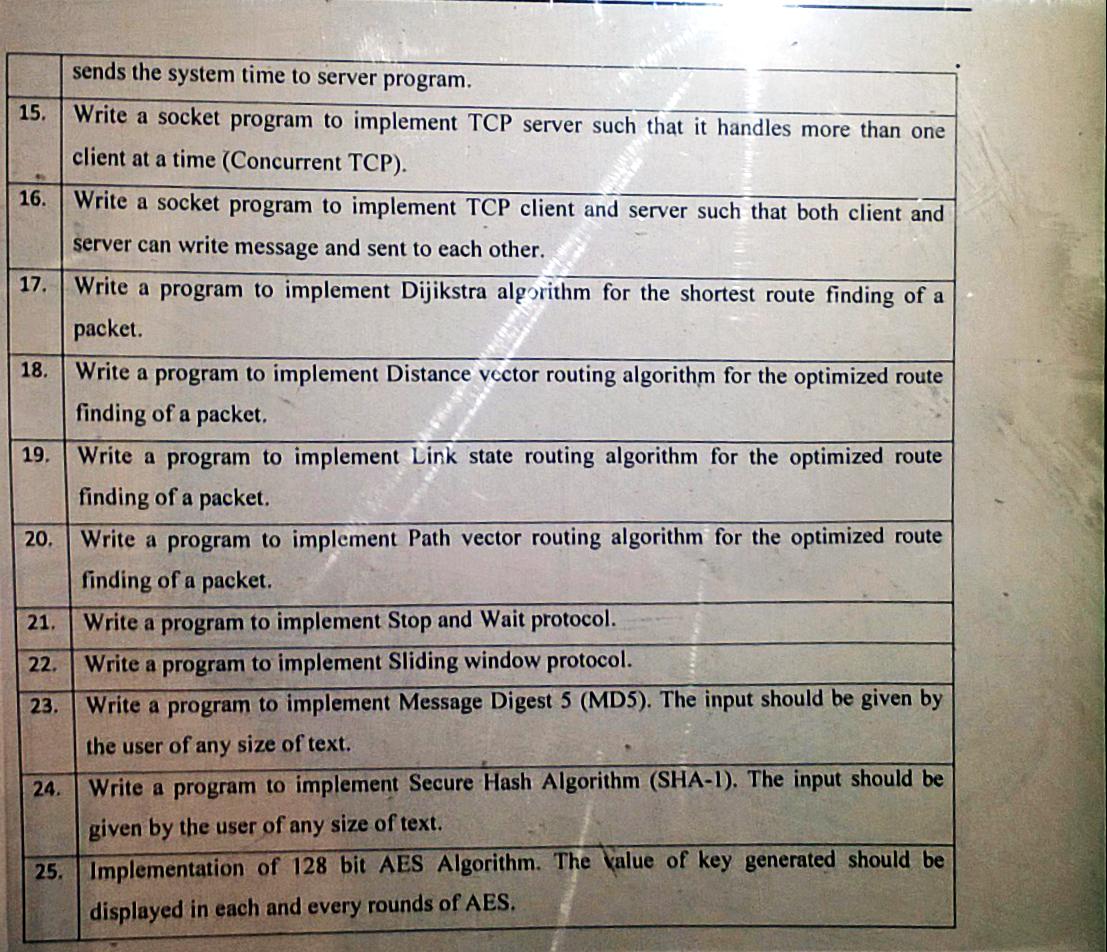 sends the system time to server program.
15. Write a socket program to implement TCP server such that it handles more than one
client at a time (Concurrent TCP).
16. Write a socket program to implement TCP client and server such that both client and
server can write message and sent to each other.
17. Write a program to implement Dijikstra algorithm for the shortest route finding of a
packet.
18. Write a program to implement Distance vector routing algorithm for the optimized route
finding of a packet.
19. Write a program to implement Link state routing algorithm for the optimized route
finding of a packet.
20. Write a program to implement Path vector routing algorithm for the optimized route
finding of a packet.
21. Write a program to implement Stop and Wait protocol.
22. Write a program to implement Sliding window protocol.
23. Write a program to implement Message Digest 5 (MD5). The input should be given by
the user of any size of text.
24. Write a program to implement Secure Hash Algorithm (SHA-1). The input should be
given by the user of any size of text.
25. Implementation of 128 bit AES Algorithm. The value of key generated should be
displayed in each and every rounds of AES.